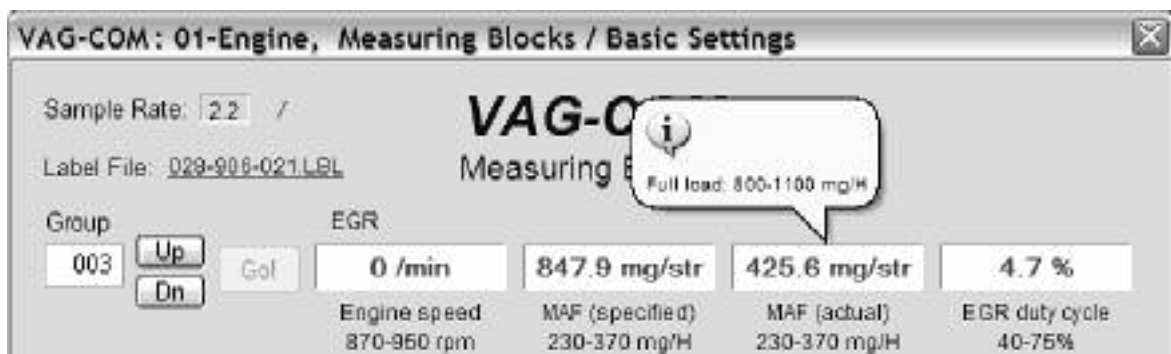 VAG-COM: 01-Engine, Measuring Blocks / Basic Settings
Sample Rate: 2.2 /
VAG-C
Label File: 028-906-021.LBL
Measuring
Full load: 800-1100 mg/H
Group
EGR
003
Up
Dn
Go!
0 /min
847.9 mg/str
425.6 mg/str
4.7 %
Engine speed
MAF (specified)
MAF (actual)
EGR duty cycle
870-950 rpm
230-370 mg/H
230-370 mg/H
40-75%